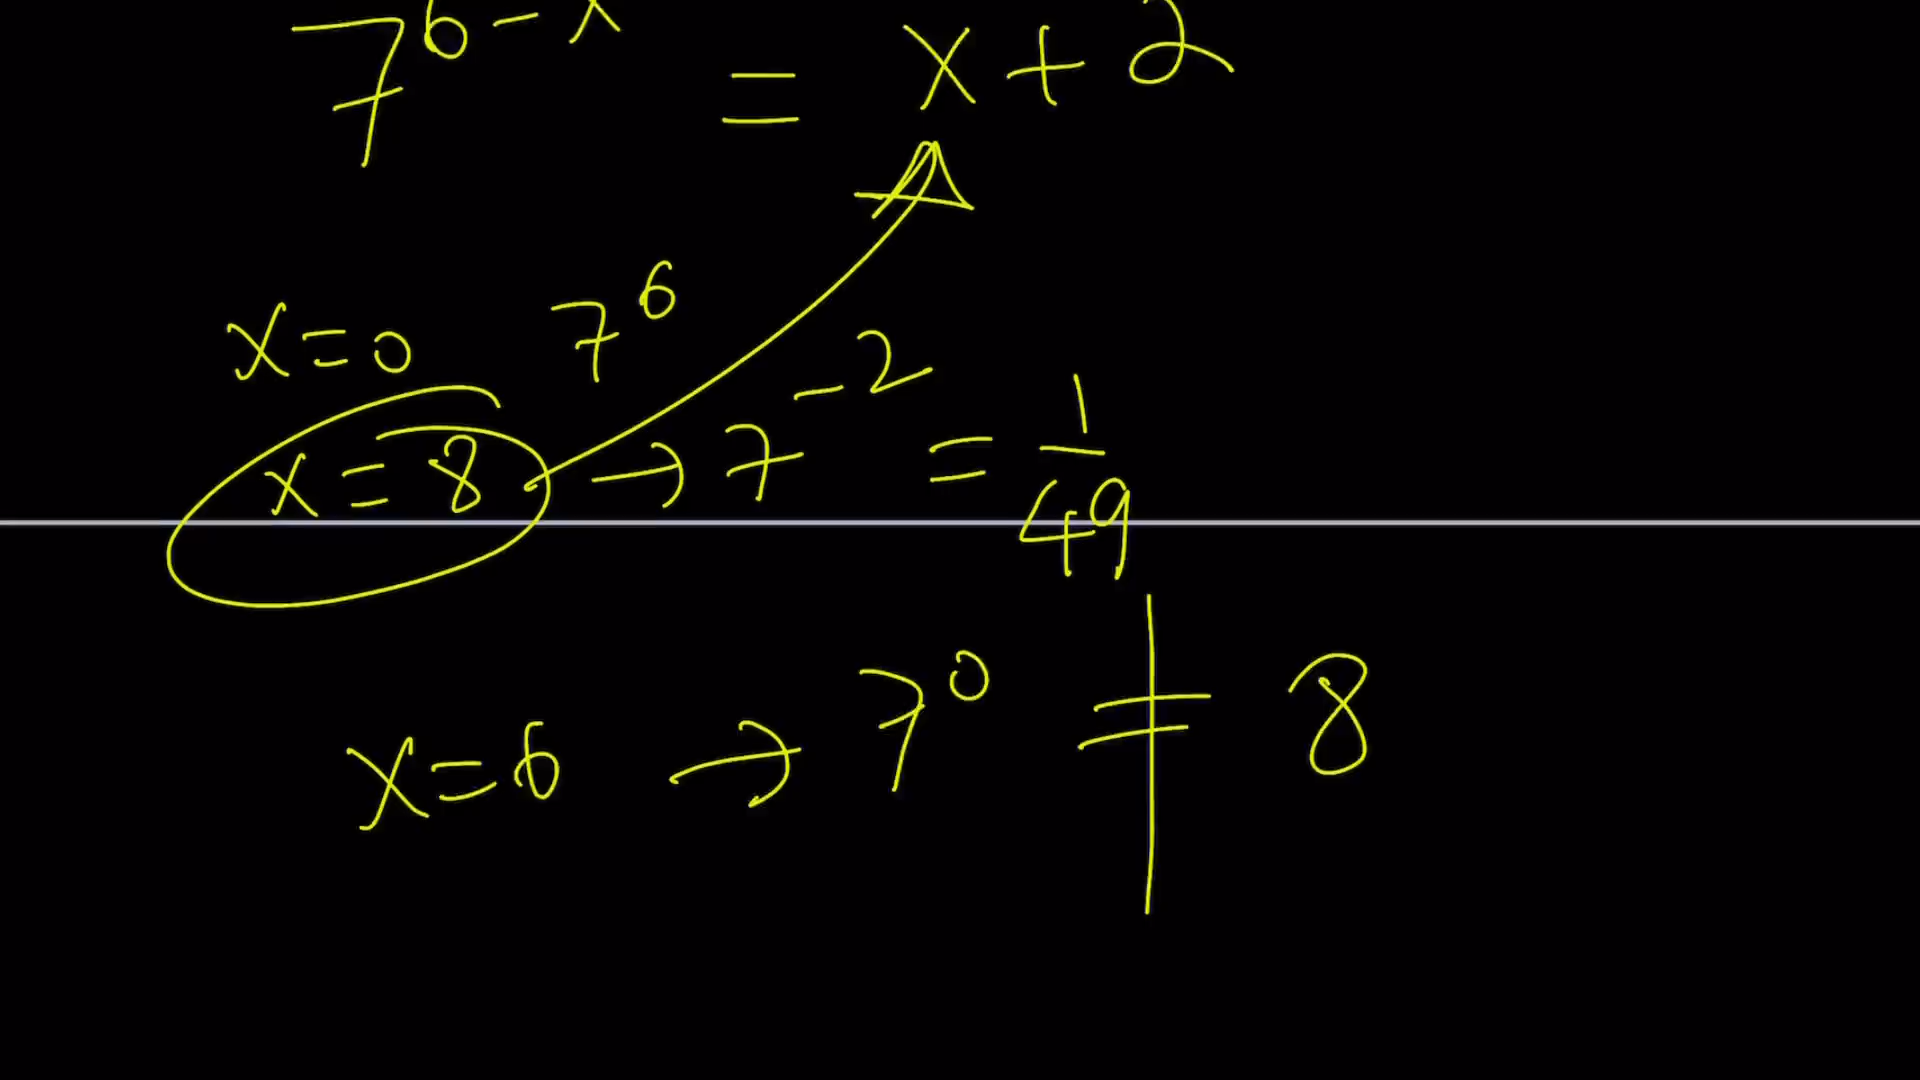 7^{6-x} = x+2
x=0 7^6
x=8 → 7^{-2} = 1/49
x=6 → 7^0 ≠ 8